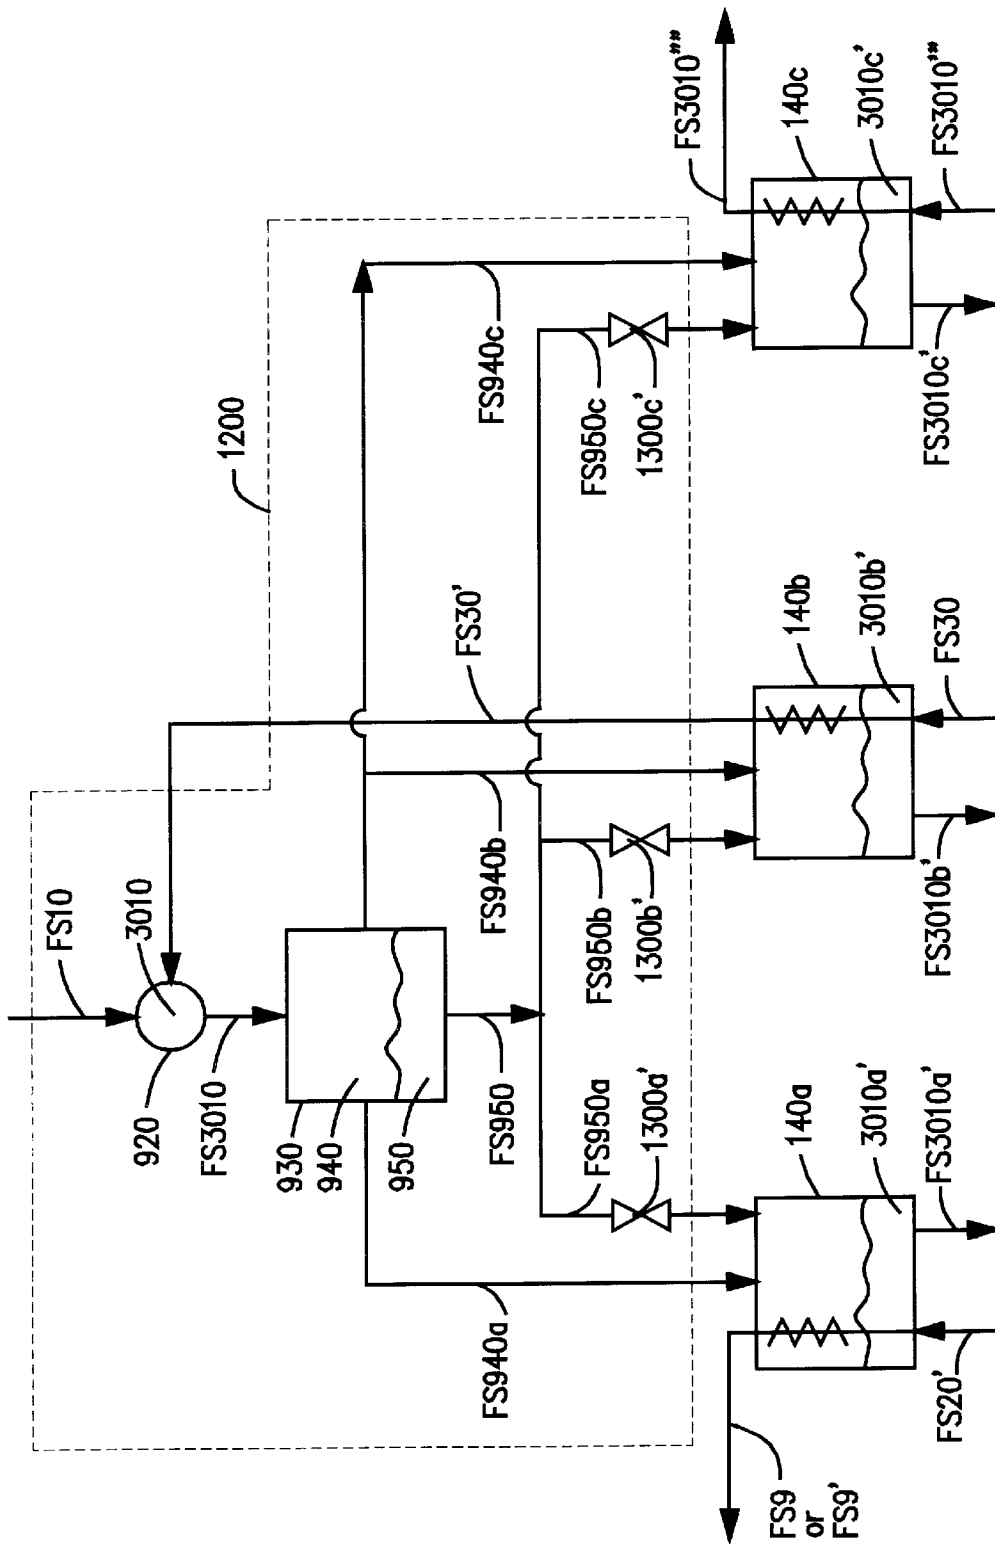 FS10
3010
920
1200
FS3010
930
940
950
FS30'
FS940a
FS950
FS940b
FS940c
FS950a
FS950b
FS950c
1300a'
1300b'
1300c'
FS3010""
FS9
or
FS9'
140a
140b
140c
3010a'
3010b'
3010c'
FS20'
FS3010a'
FS3010b'
FS30
FS3010c'
FS3010"'